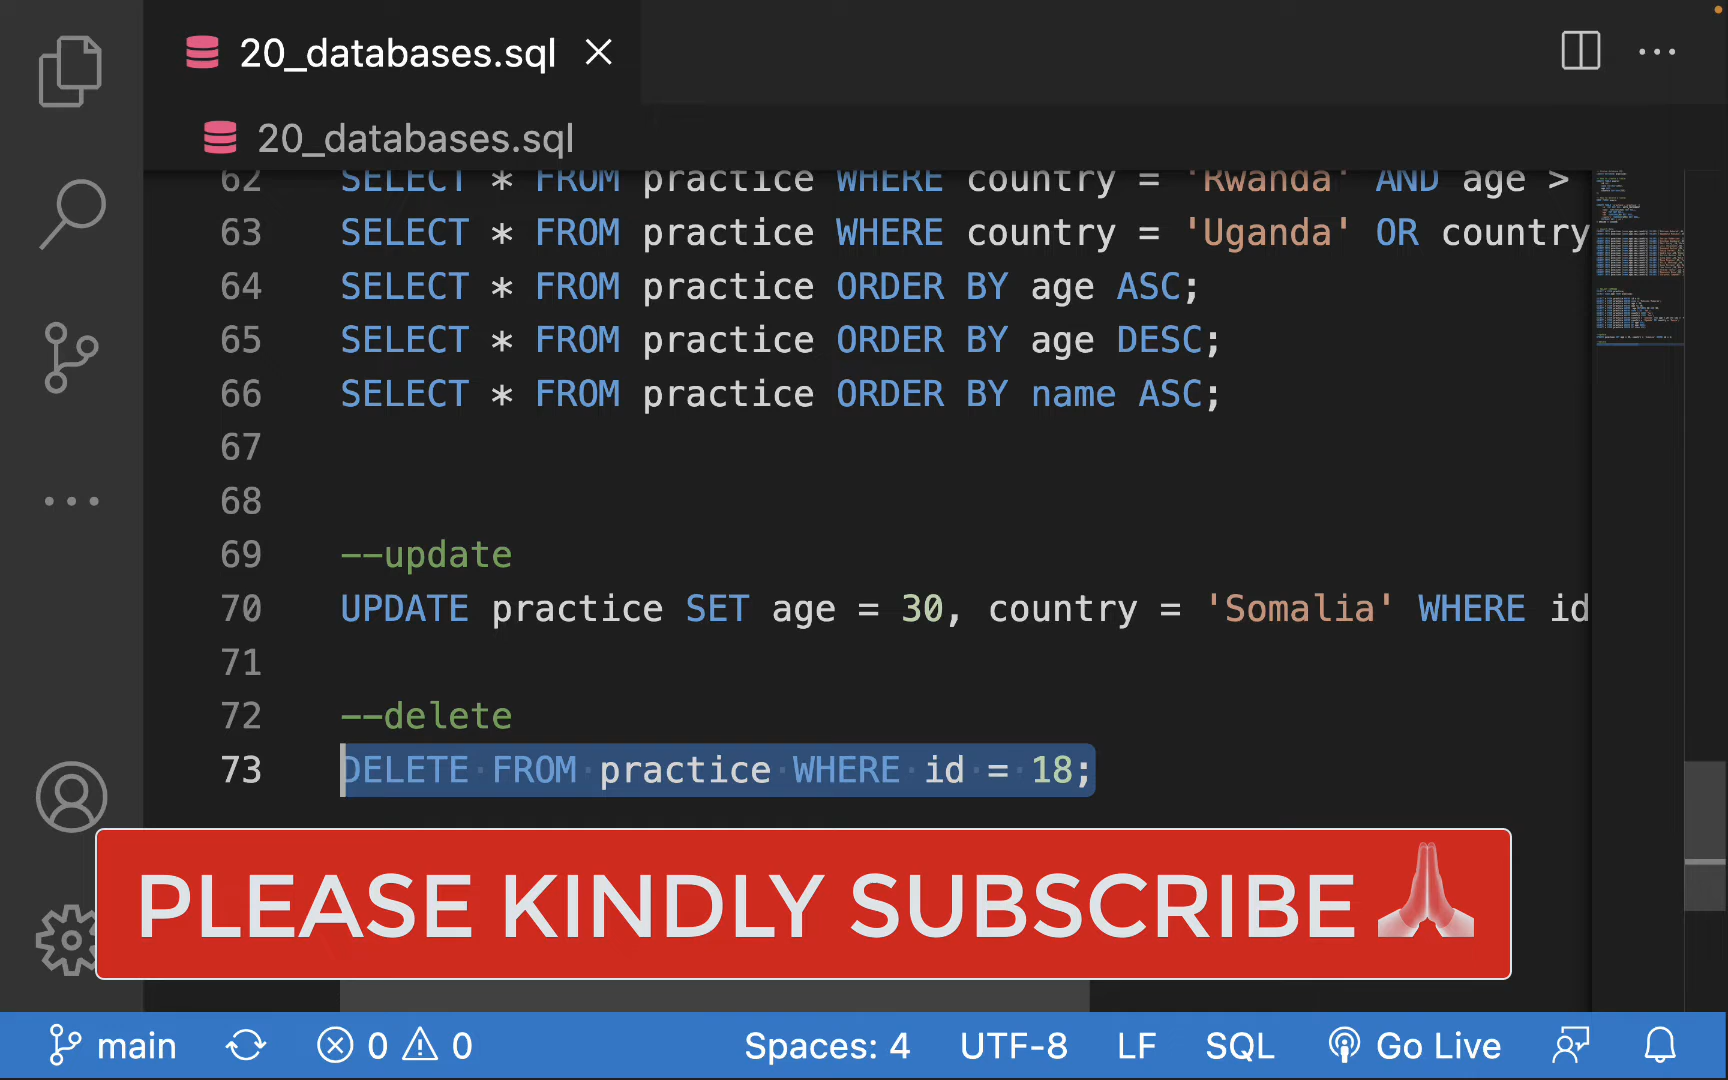 20_databases.sql
20_databases.sql
62 SELECT * FROM practice WHERE country = 'Rwanda' AND age >
63 SELECT * FROM practice WHERE country = 'Uganda' OR country
64 SELECT * FROM practice ORDER BY age ASC;
65 SELECT * FROM practice ORDER BY age DESC;
66 SELECT * FROM practice ORDER BY name ASC;
67
68
69 --update
70 UPDATE practice SET age = 30, country = 'Somalia' WHERE id
71
72 --delete
73 DELETE FROM practice WHERE id = 18;
PLEASE KINDLY SUBSCRIBE 🙏
main 0 0 Spaces: 4 UTF-8 LF SQL Go Live